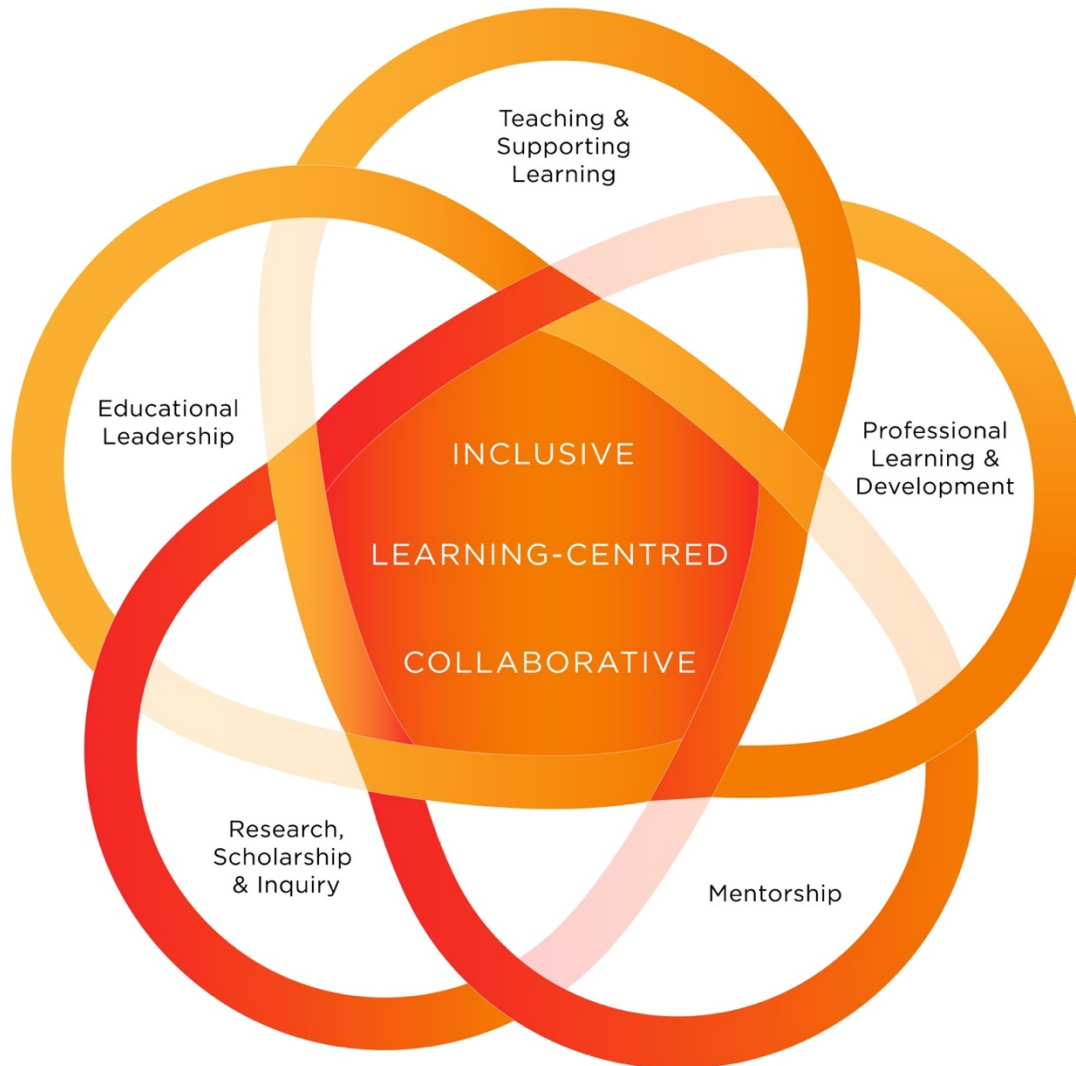 Teaching &
Supporting
Learning
Educational
Leadership
Professional
Learning &
Development
INCLUSIVE
LEARNING-CENTRED
COLLABORATIVE
Research,
Scholarship
& Inquiry
Mentorship